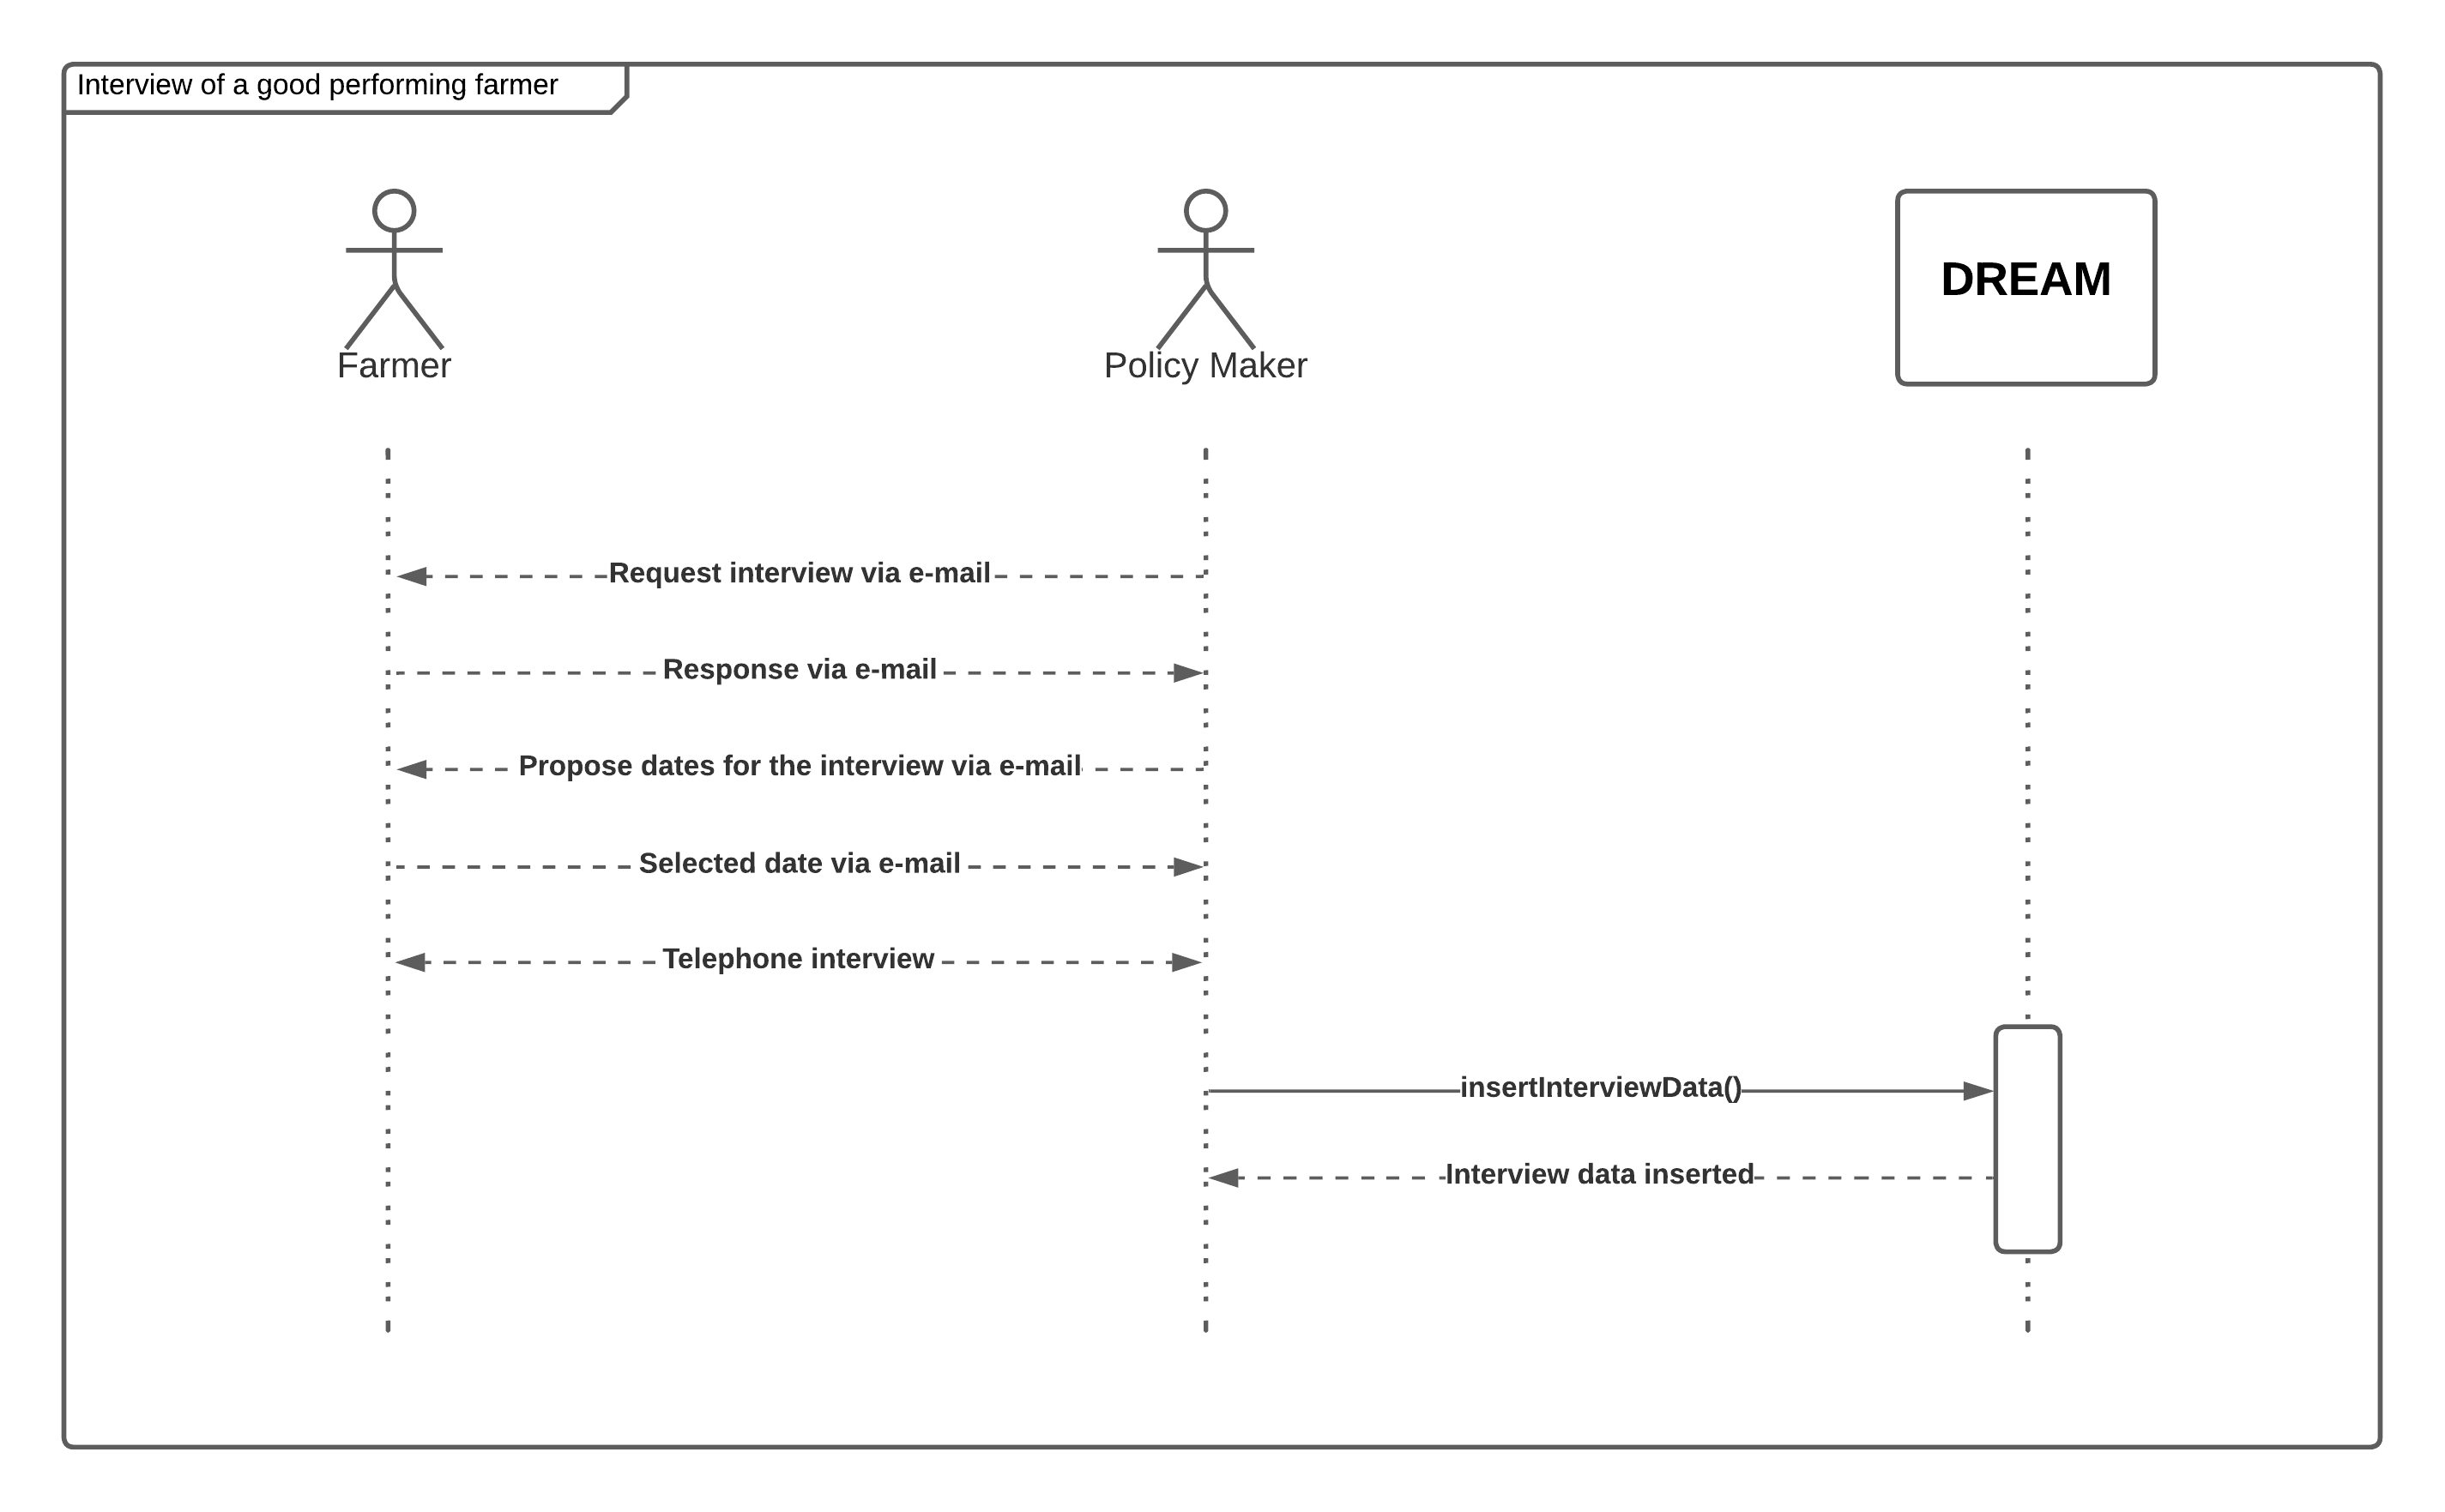 Interview of a good performing farmer
Farmer
Policy Maker
DREAM
Request interview via e-mail
Response via e-mail
Propose dates for the interview via e-mail
Selected date via e-mail
Telephone interview
insertInterviewData()
Interview data inserted